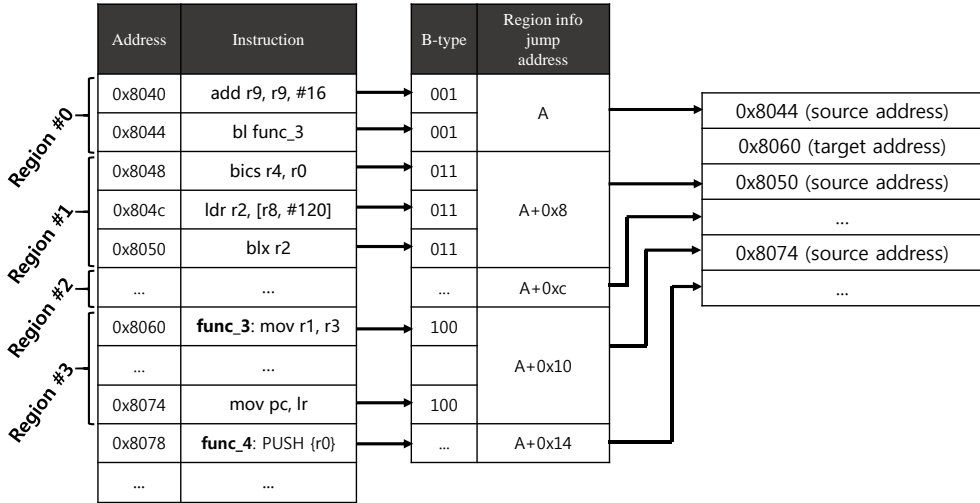 Address Instruction B-type Region info
jump
address
Region #0
0x8040 add r9, r9, #16 001 A 0x8044 (source address)
0x8044 bl func_3 001 0x8060 (target address)
Region #1
0x8048 bics r4, r0 011 A+0x8 0x8050 (source address)
0x804c ldr r2, [r8, #120] 011 ...
0x8050 blx r2 011 0x8074 (source address)
Region #2
... ... ... A+0xc ...
Region #3
0x8060 func_3: mov r1, r3 100 A+0x10
... ...
0x8074 mov pc, lr 100
0x8078 func_4: PUSH {r0} ... A+0x14
... ...